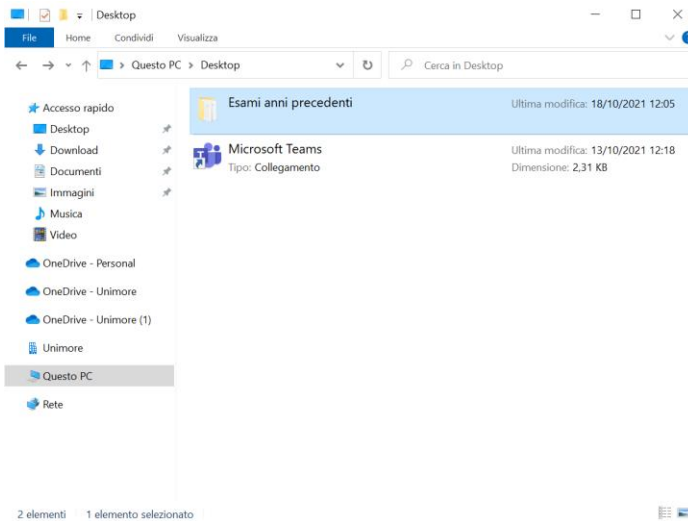 Desktop
File Home Condividi Visualizza
Questo PC > Desktop
Cerca in Desktop
Accesso rapido
Desktop
Download
Documenti
Immagini
Musica
Video
OneDrive - Personal
OneDrive - Unimore
OneDrive - Unimore (1)
Unimore
Questo PC
Rete
Esami anni precedenti
Ultima modifica: 18/10/2021 12:05
Microsoft Teams
Ultima modifica: 13/10/2021 12:18
Tipo: Collegamento
Dimensione: 2,31 KB
2 elementi 1 elemento selezionato